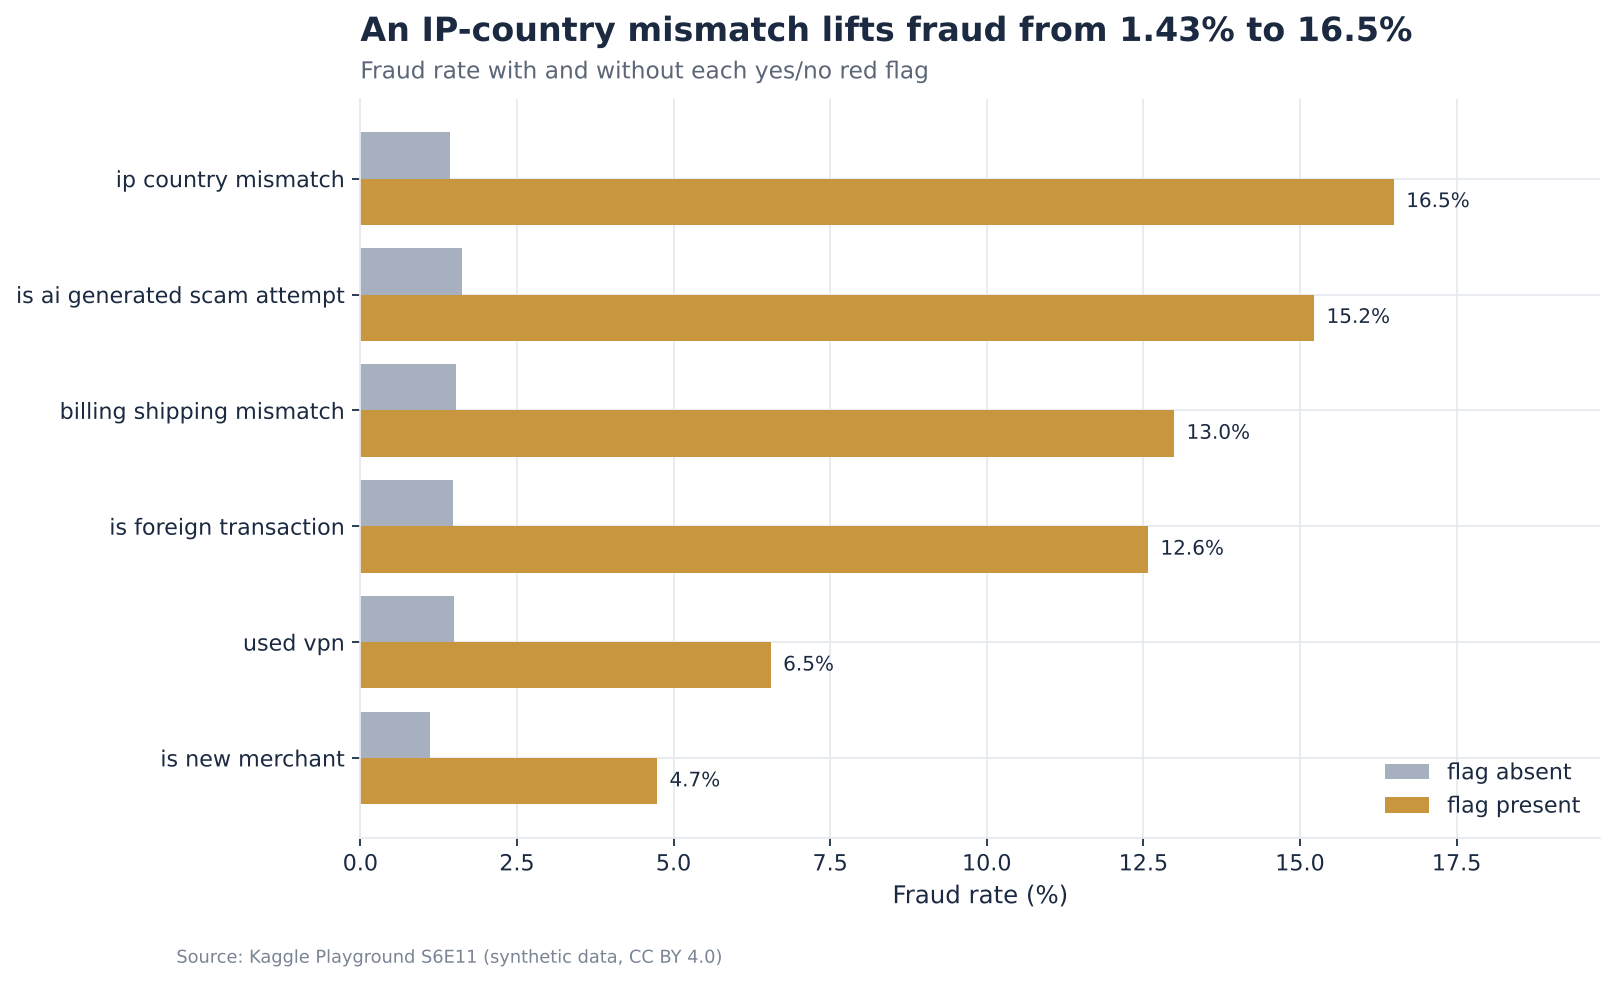 An IP-country mismatch lifts fraud from 1.43% to 16.5%
Fraud rate with and without each yes/no red flag
ip country mismatch
16.5%
is ai generated scam attempt
15.2%
billing shipping mismatch
13.0%
is foreign transaction
12.6%
used vpn
6.5%
is new merchant
4.7%
flag absent
flag present
0.0 2.5 5.0 7.5 10.0 12.5 15.0 17.5
Fraud rate (%)
Source: Kaggle Playground S6E11 (synthetic data, CC BY 4.0)